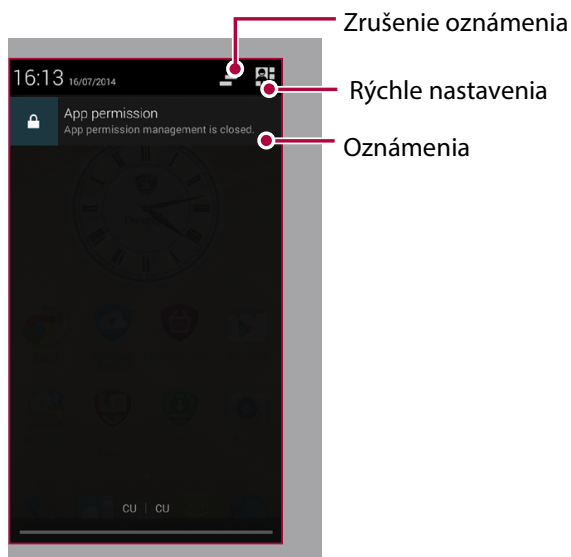 Zrušenie oznámenia
16:13 16/07/2014
Rýchle nastavenia
App permission
App permission management is closed.
Oznámenia
CU | CU